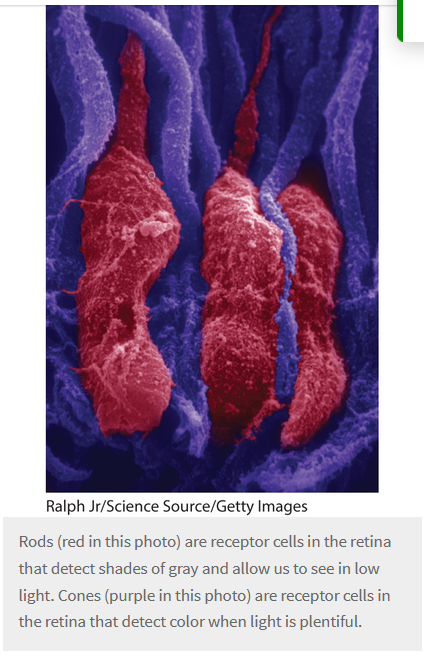 Ralph Jr/Science Source/Getty Images
Rods (red in this photo) are receptor cells in the retina
that detect shades of gray and allow us to see in low
light. Cones (purple in this photo) are receptor cells in
the retina that detect color when light is plentiful.